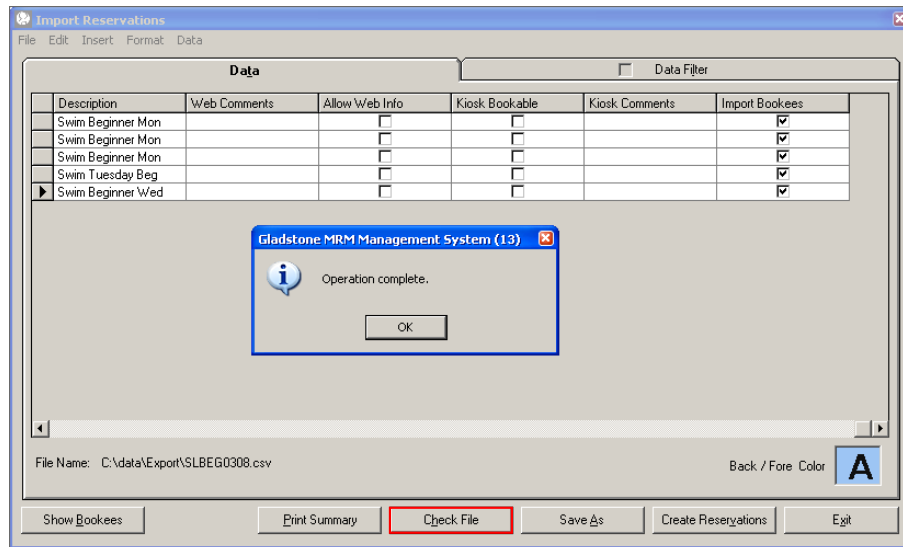 Import Reservations
File Edit Insert Format Data
Data
Data Filter
Description Web Comments Allow Web Info Kiosk Bookable Kiosk Comments Import Bookees
Swim Beginner Mon
Swim Beginner Mon
Swim Beginner Mon
Swim Tuesday Beg
Swim Beginner Wed
Gladstone MRM Management System (13)
Operation complete.
OK
File Name: C:\data\Export\SLBEG0308.csv
Back / Fore Color A
Show Bookees Print Summary Check File Save As Create Reservations Exit